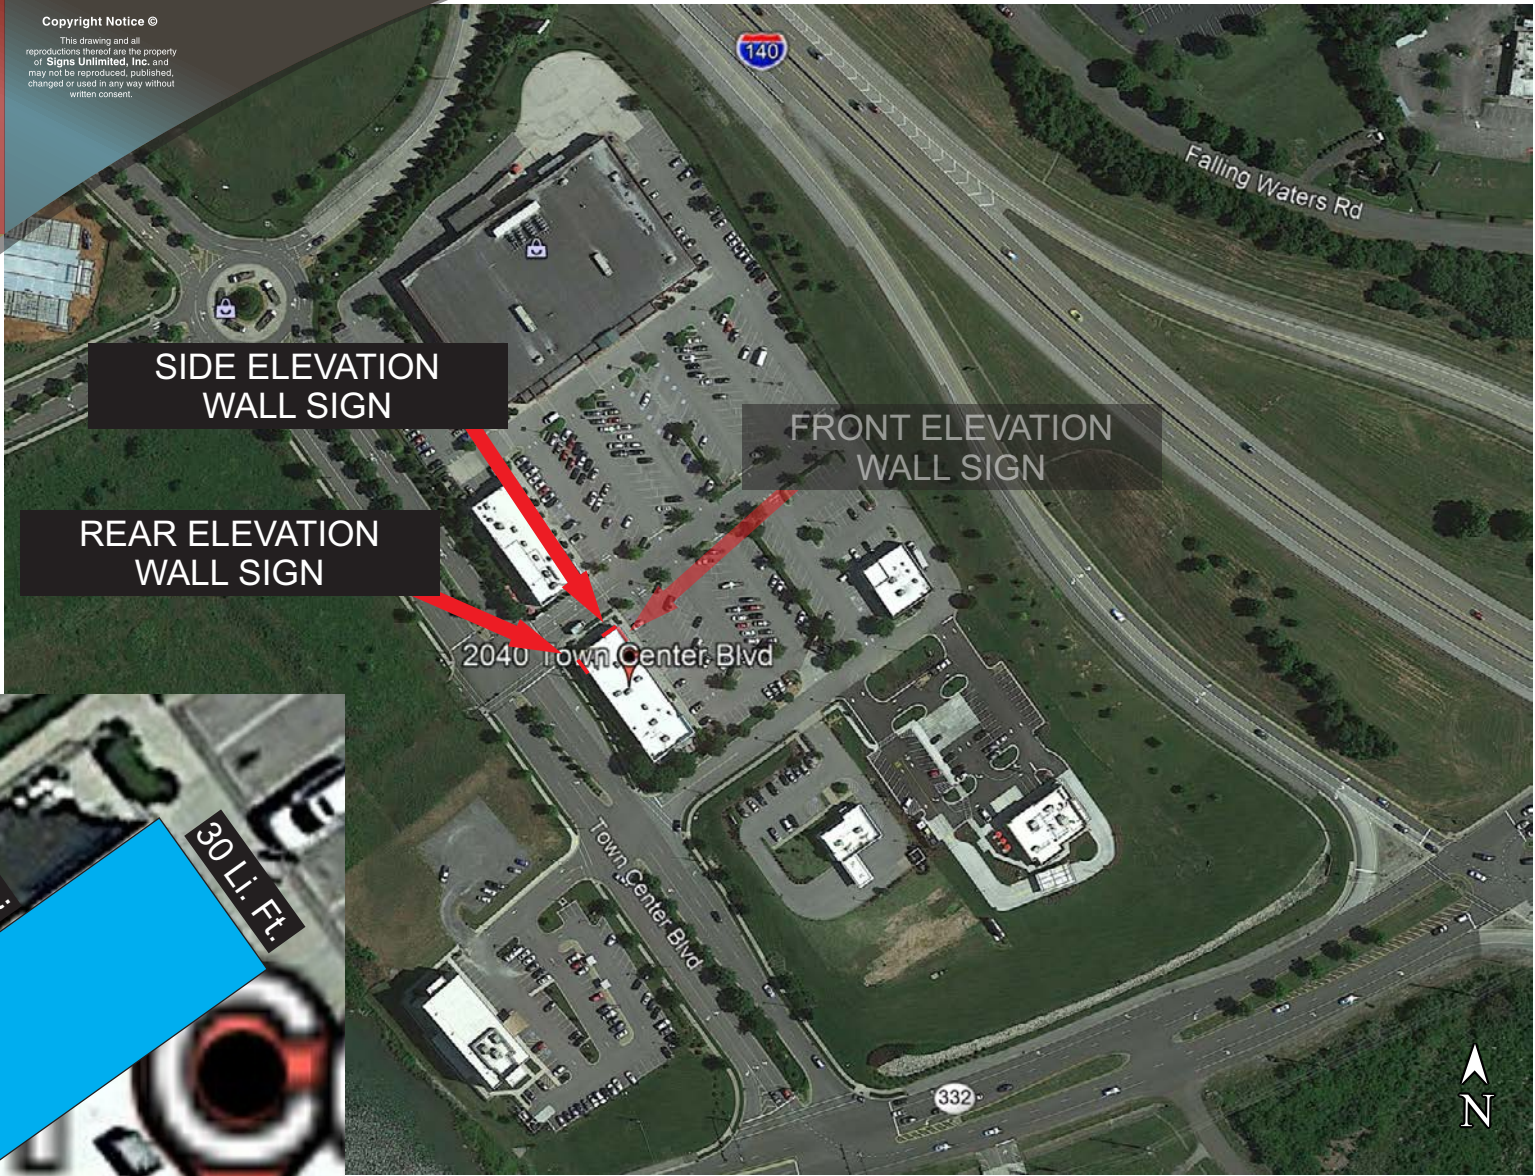 Copyright Notice ©
This drawing and all
reproductions thereof are the property
of Signs Unlimited, Inc. and
may not be reproduced, published,
changed or used in any way without
written consent.
140
Falling Waters Rd
SIDE ELEVATION
WALL SIGN
FRONT ELEVATION
WALL SIGN
REAR ELEVATION
WALL SIGN
2040 Town Center Blvd
30 Li. Ft.
Town Center Blvd
332
N